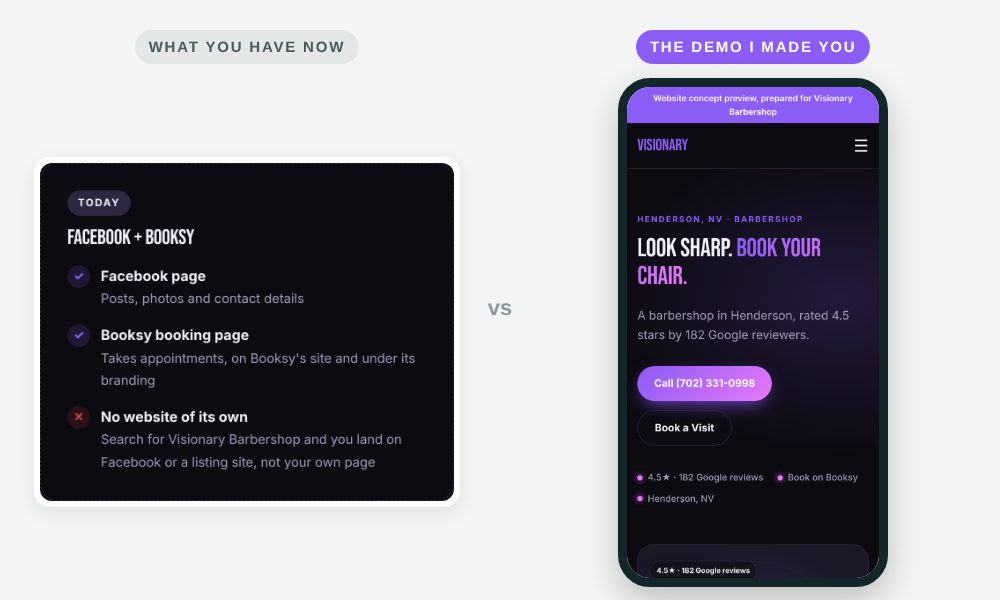 WHAT YOU HAVE NOW
TODAY
FACEBOOK + BOOKSY
Facebook page
Posts, photos and contact details
Booksy booking page
Takes appointments, on Booksy's site and under its
branding
No website of its own
Search for Visionary Barbershop and you land on
Facebook or a listing site, not your own page
vs
THE DEMO I MADE YOU
Website concept preview, prepared for Visionary
Barbershop
VISIONARY
HENDERSON, NV · BARBERSHOP
LOOK SHARP. BOOK YOUR
CHAIR.
A barbershop in Henderson, rated 4.5
stars by 182 Google reviewers.
Call (702) 331-0998
Book a Visit
4.5★ · 182 Google reviews
Book on Booksy
Henderson, NV
4.5★ · 182 Google reviews